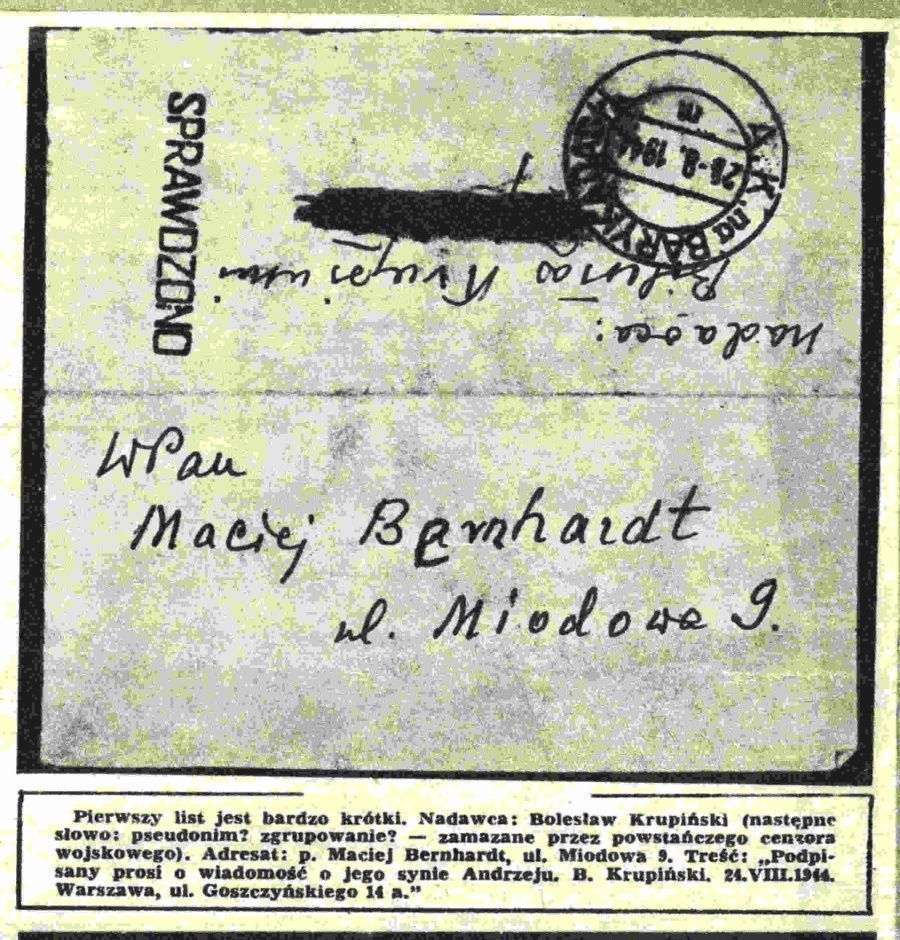 SPRAWDZONO
A.K. na BARYK
28-8. 1944
m
nadawca:
Krupiński
WPan
Maciej Bernhardt
ul. Miodowa 9.
Pierwszy list jest bardzo krótki. Nadawca: Bolesław Krupiński (następne
słowo: pseudonim? zgrupowanie? — zamazane przez powstańczego cenzora
wojskowego). Adresat: p. Maciej Bernhardt, ul. Miodowa 9. Treść: „Podpi-
sany prosi o wiadomość o jego synie Andrzeju. B. Krupiński. 24.VIII.1944.
Warszawa, ul. Goszczyńskiego 14 a.”